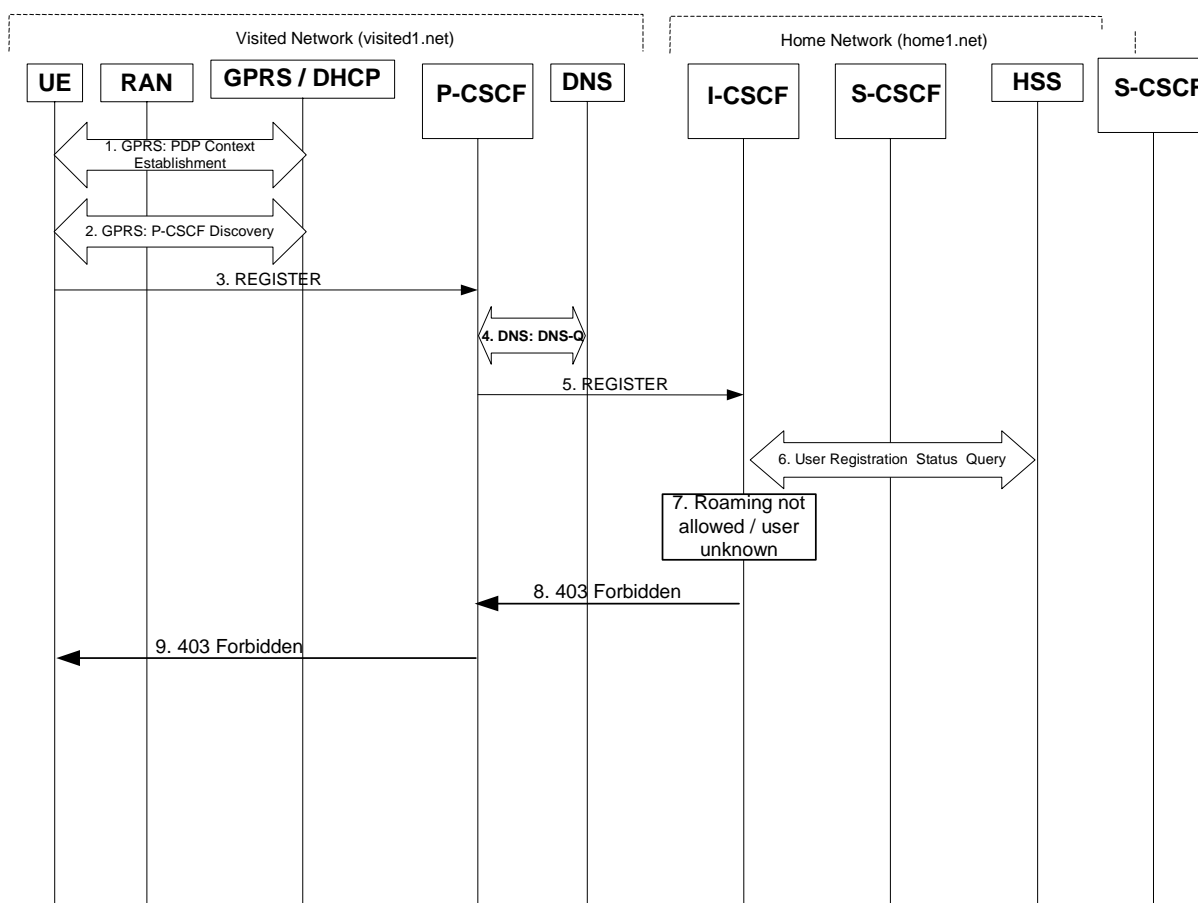 Visited Network (visited1.net)
Home Network (home1.net)
UE
RAN
GPRS / DHCP
P-CSCF
DNS
I-CSCF
S-CSCF
HSS
S-CSCF
1. GPRS: PDP Context
Establishment
2. GPRS: P-CSCF Discovery
3. REGISTER
4. DNS: DNS-Q
5. REGISTER
6. User Registration Status Query
7. Roaming not
allowed / user
unknown
8. 403 Forbidden
9. 403 Forbidden